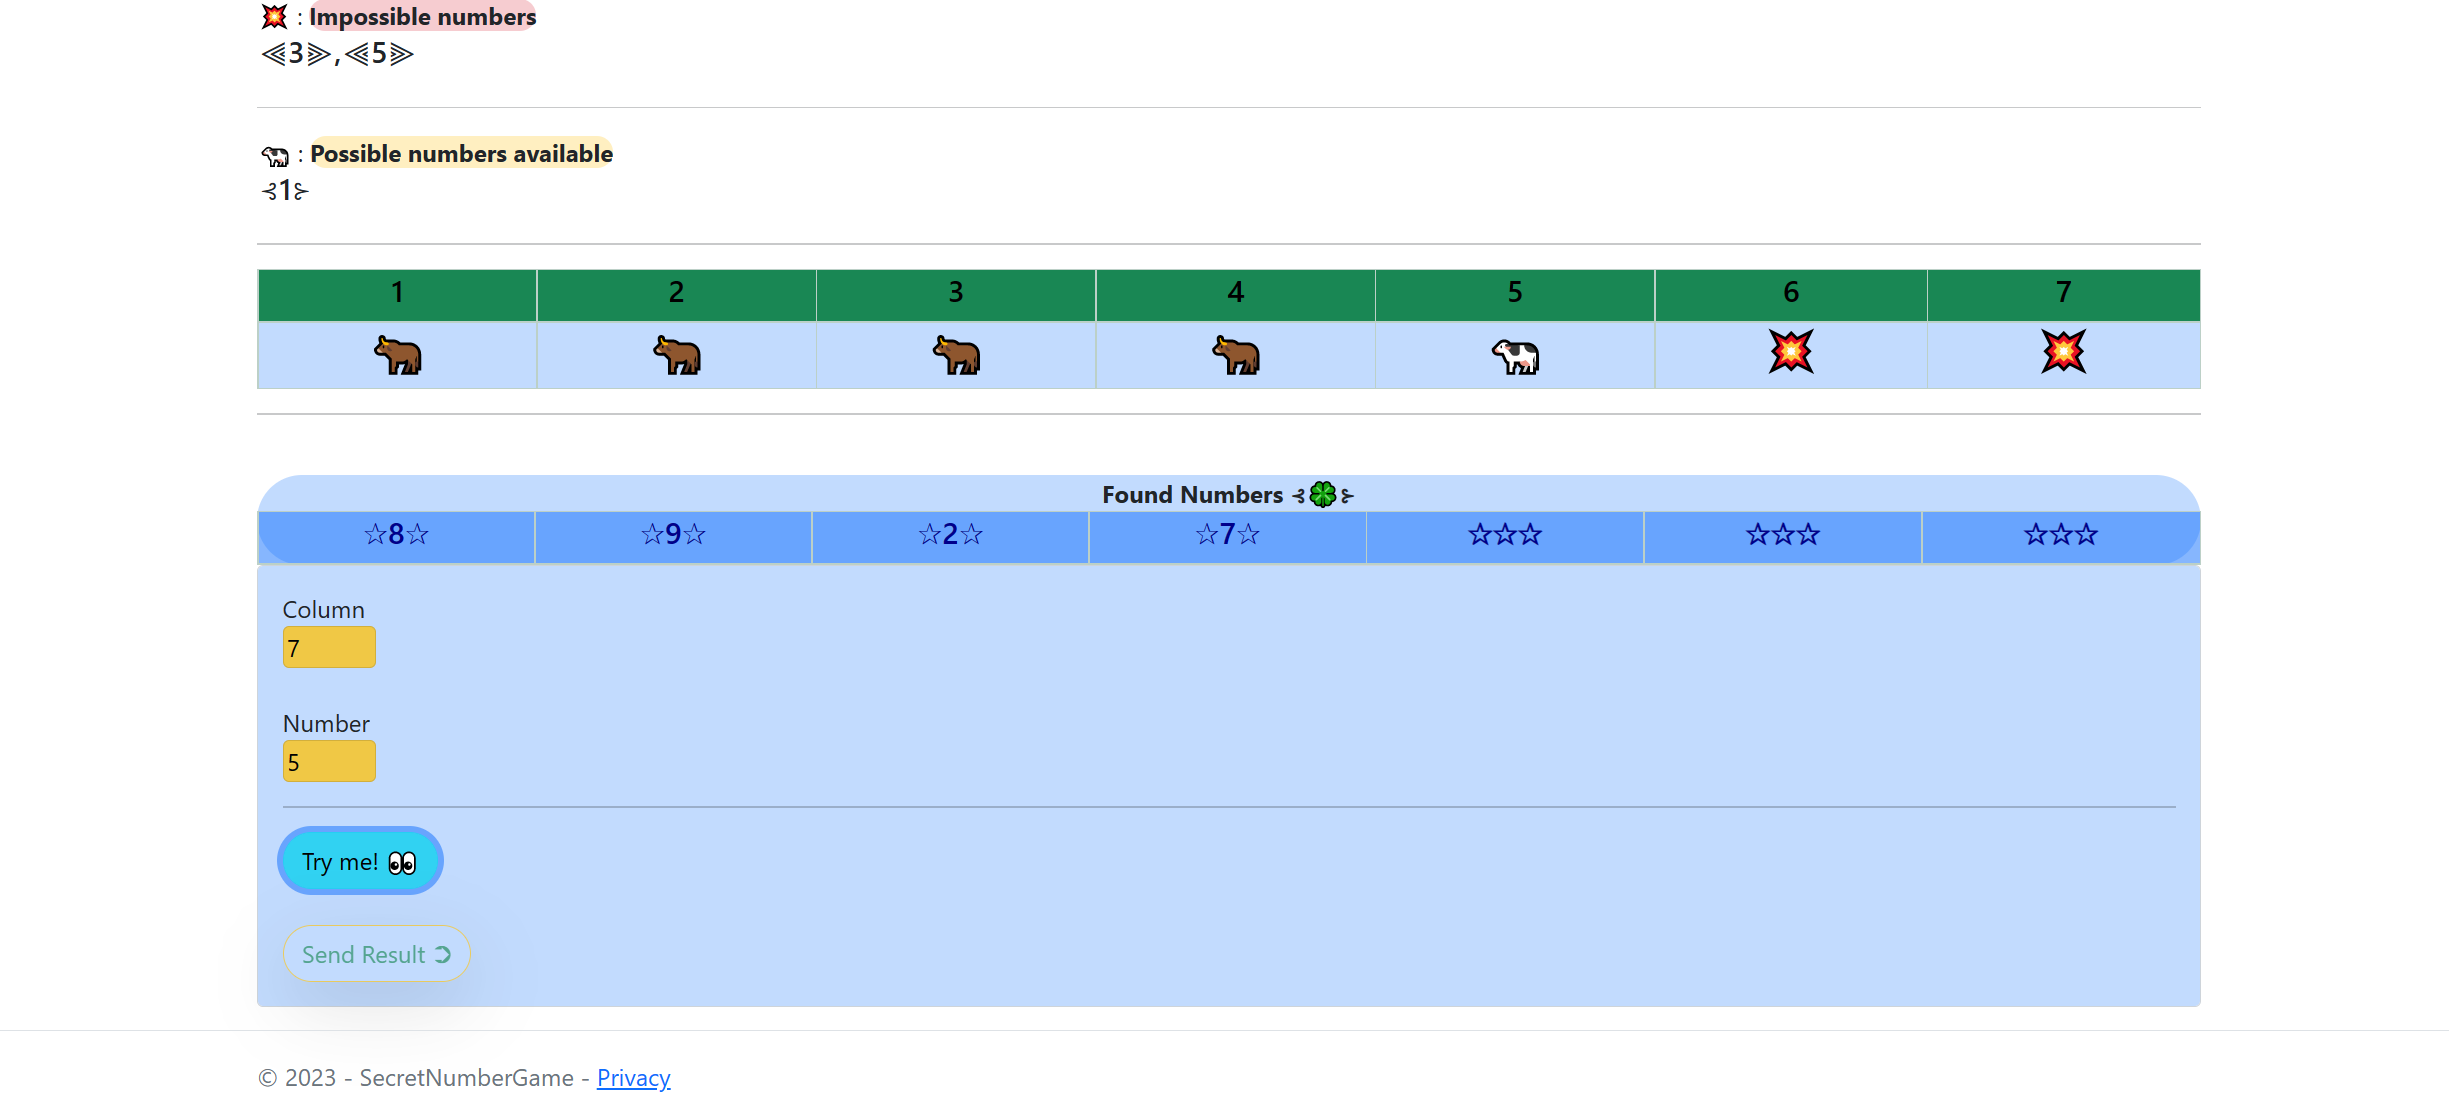 💥 : Impossible numbers
⫷3⫸,⫷5⫸
🐄 : Possible numbers available
⊰1⊱
1 2 3 4 5 6 7
🐂 🐂 🐂 🐂 🐄 💥 💥
Found Numbers ⊰🍀⊱
☆8☆ ☆9☆ ☆2☆ ☆7☆ ☆☆☆ ☆☆☆ ☆☆☆
Column
7
Number
5
Try me! 👀
Send Result ➲
© 2023 - SecretNumberGame - Privacy